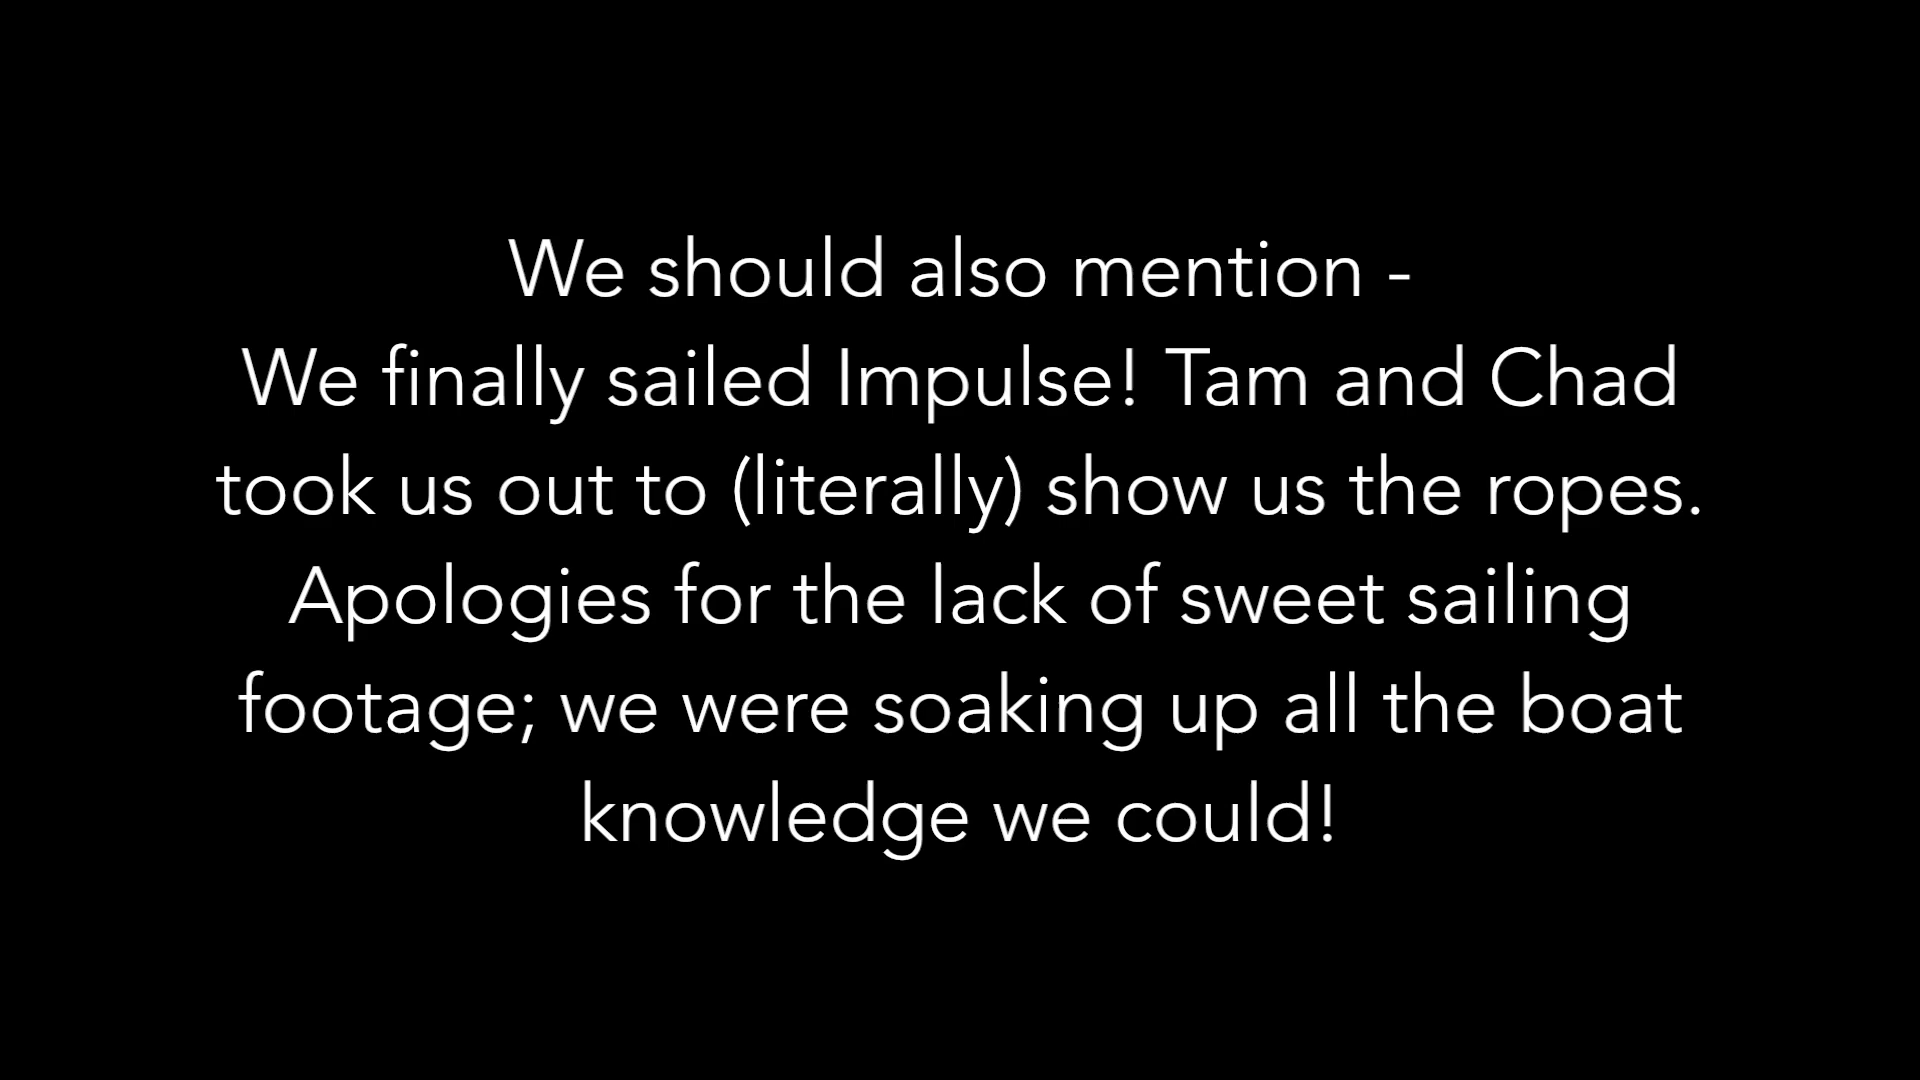 We should also mention -
We finally sailed Impulse! Tam and Chad
took us out to (literally) show us the ropes.
Apologies for the lack of sweet sailing
footage; we were soaking up all the boat
knowledge we could!